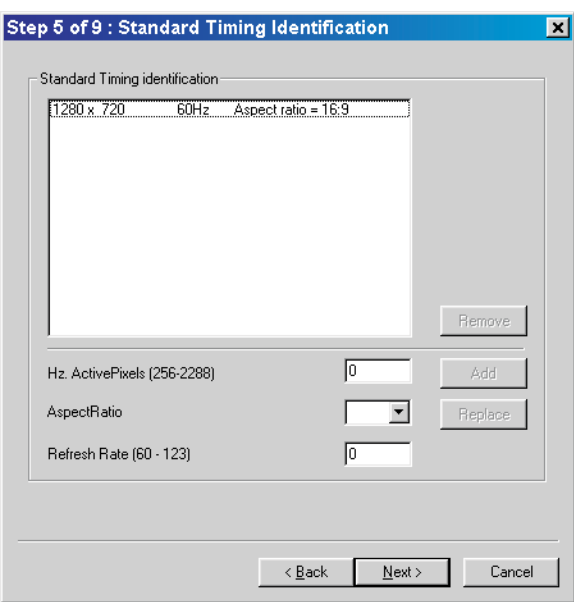 Step 5 of 9 : Standard Timing Identification
Standard Timing identification
1280 x 720 60Hz Aspect ratio = 16:9
Remove
Hz. ActivePixels (256-2288) 0 Add
AspectRatio Replace
Refresh Rate (60 - 123) 0
< Back Next > Cancel